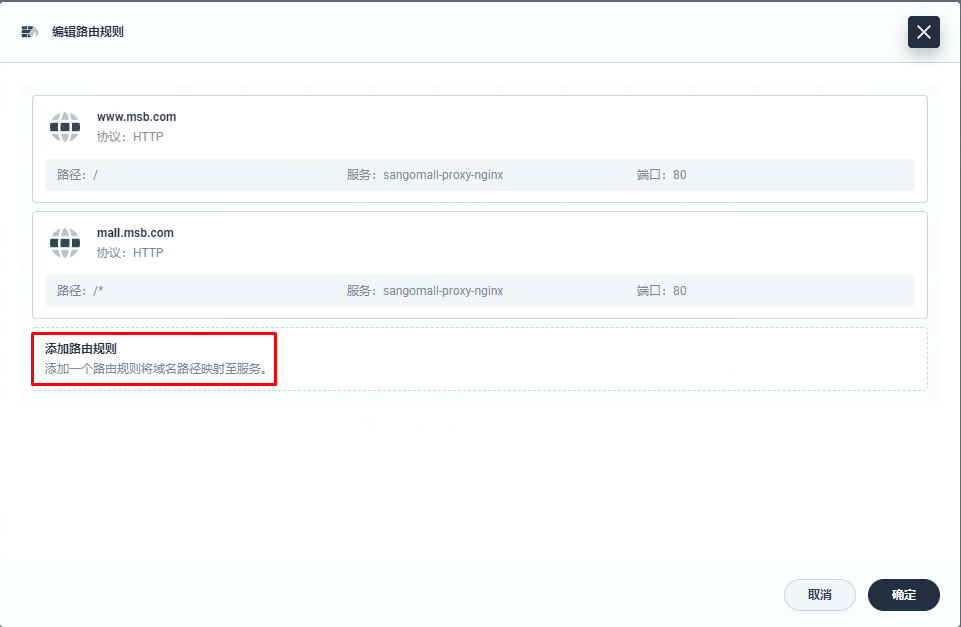 编辑路由规则
www.msb.com
协议：HTTP
路径：/ 服务：sangomall-proxy-nginx 端口：80
mall.msb.com
协议：HTTP
路径：/* 服务：sangomall-proxy-nginx 端口：80
添加路由规则
添加一个路由规则将域名路径映射至服务。
取消 确定